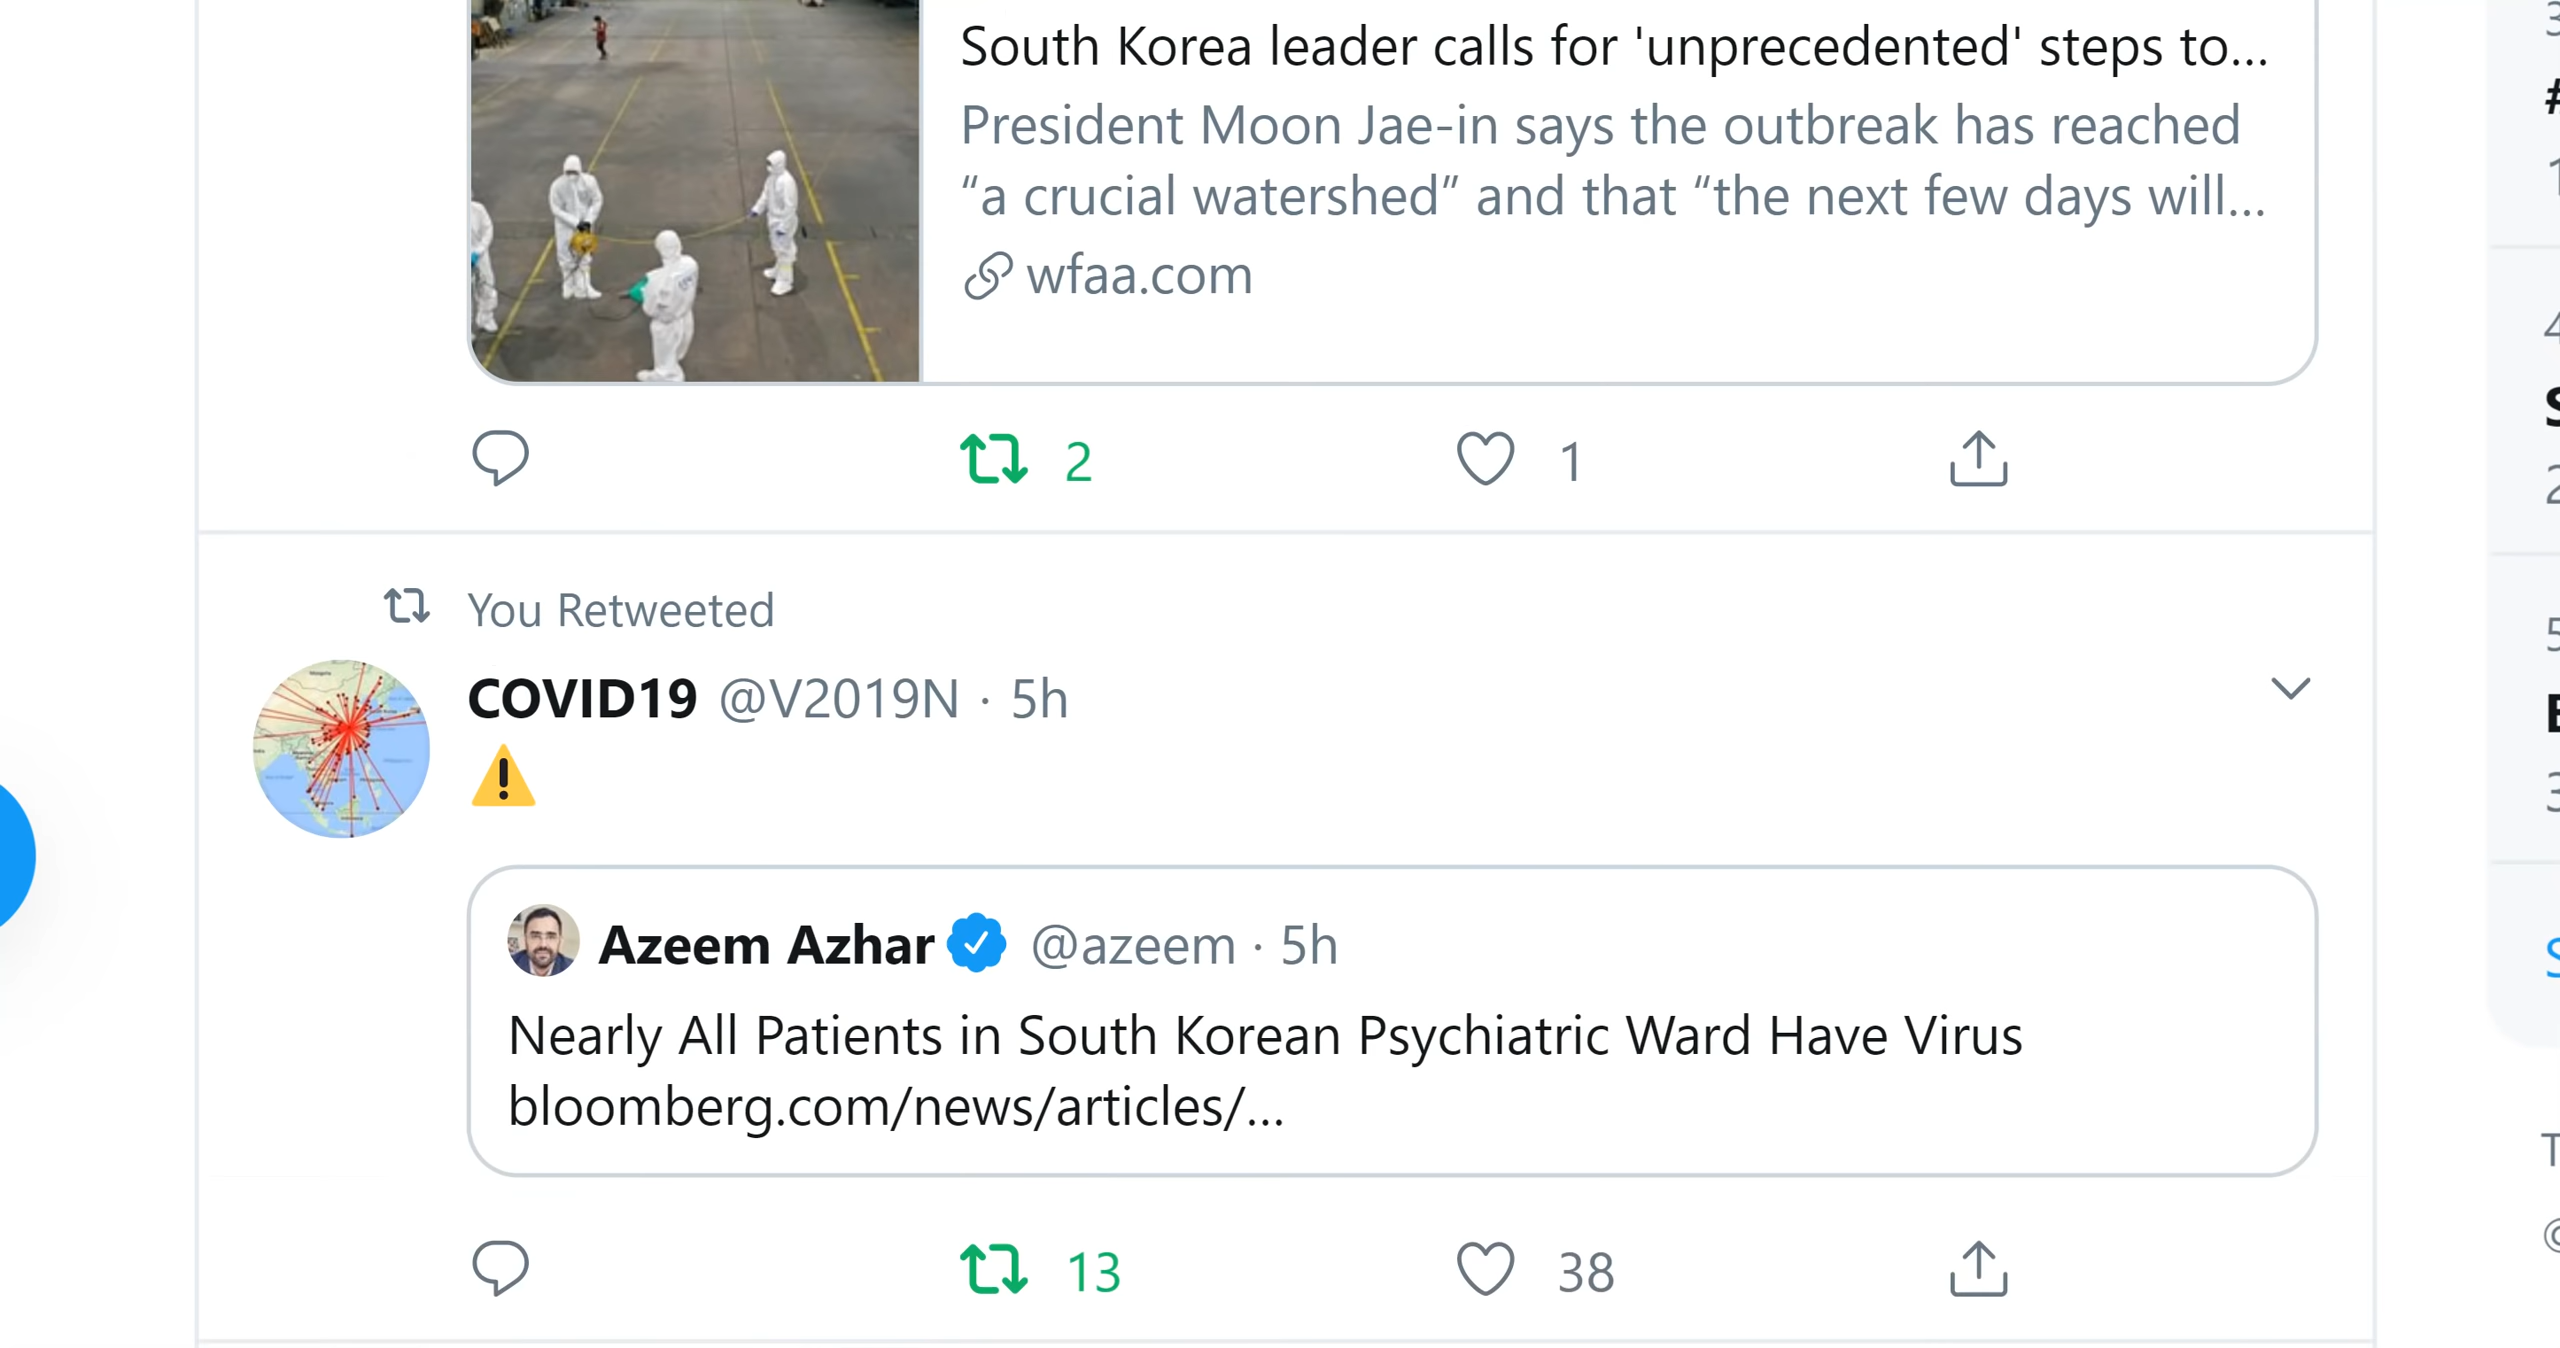 South Korea leader calls for 'unprecedented' steps to...
President Moon Jae-in says the outbreak has reached
“a crucial watershed” and that “the next few days will...
wfaa.com
2
1
You Retweeted
COVID19 @V2019N · 5h
Azeem Azhar @azeem · 5h
Nearly All Patients in South Korean Psychiatric Ward Have Virus
bloomberg.com/news/articles/...
13
38